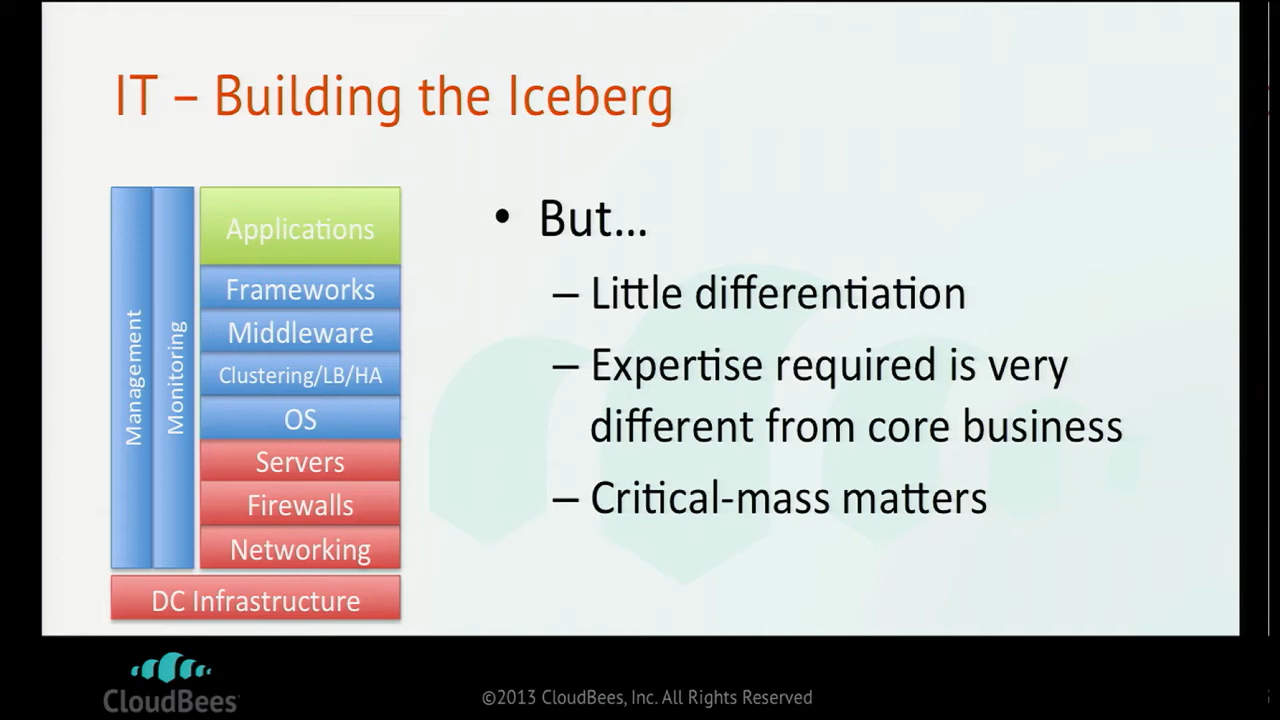 IT – Building the Iceberg
Management
Monitoring
Applications
Frameworks
Middleware
Clustering/LB/HA
OS
Servers
Firewalls
Networking
DC Infrastructure
• But...
– Little differentiation
– Expertise required is very
different from core business
– Critical-mass matters
CloudBees
©2013 CloudBees, Inc. All Rights Reserved